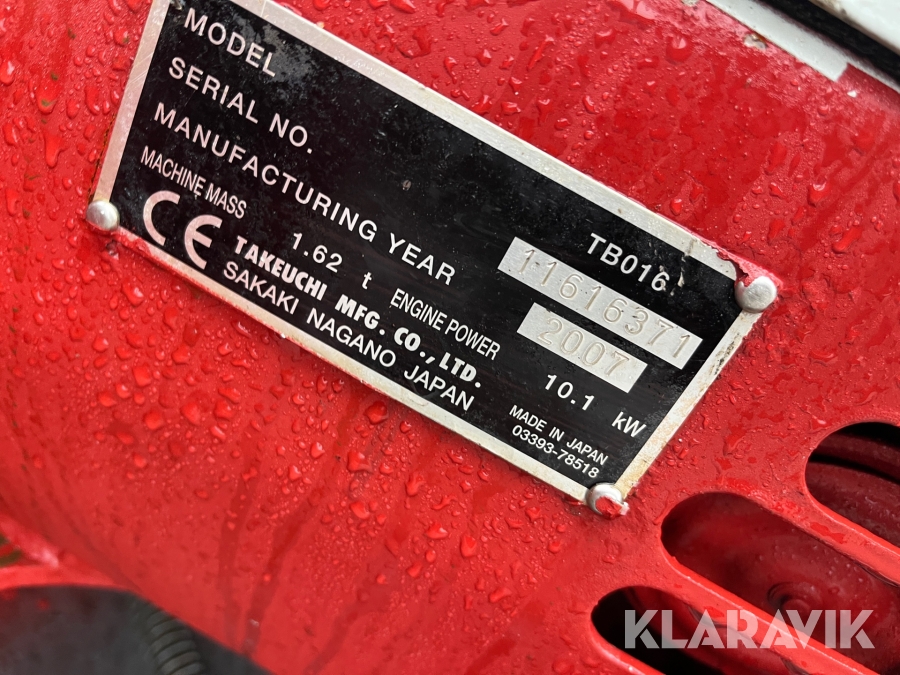 MODEL TB016
SERIAL NO. 11616371
MANUFACTURING YEAR 2007
MACHINE MASS 1.62 t ENGINE POWER 10.1 kW
CE TAKEUCHI MFG. CO., LTD.
SAKAKI NAGANO JAPAN
MADE IN JAPAN
03393-78518
KLARAVIK